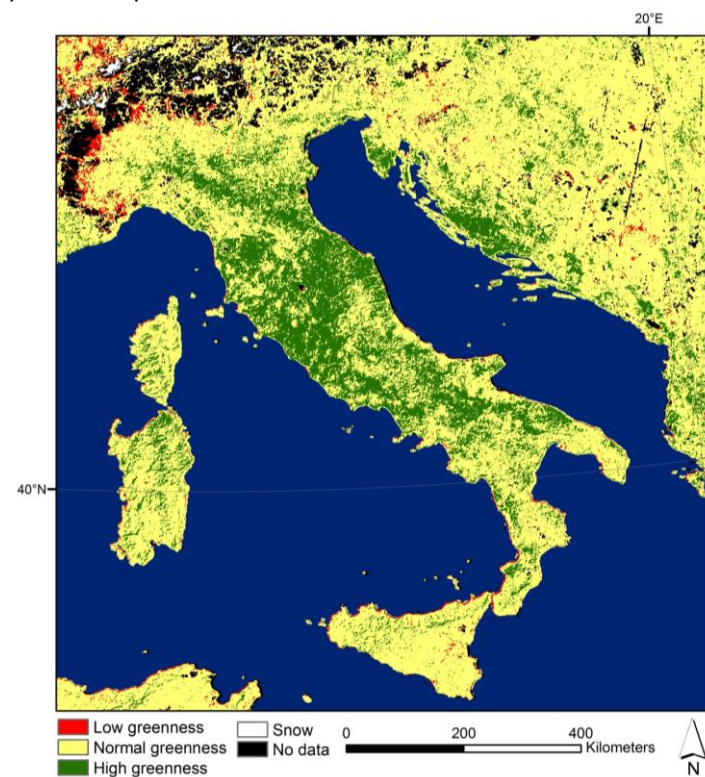 20°E
40°N
Low greenness
Normal greenness
High greenness
Snow
No data
0 200 400
Kilometers
N